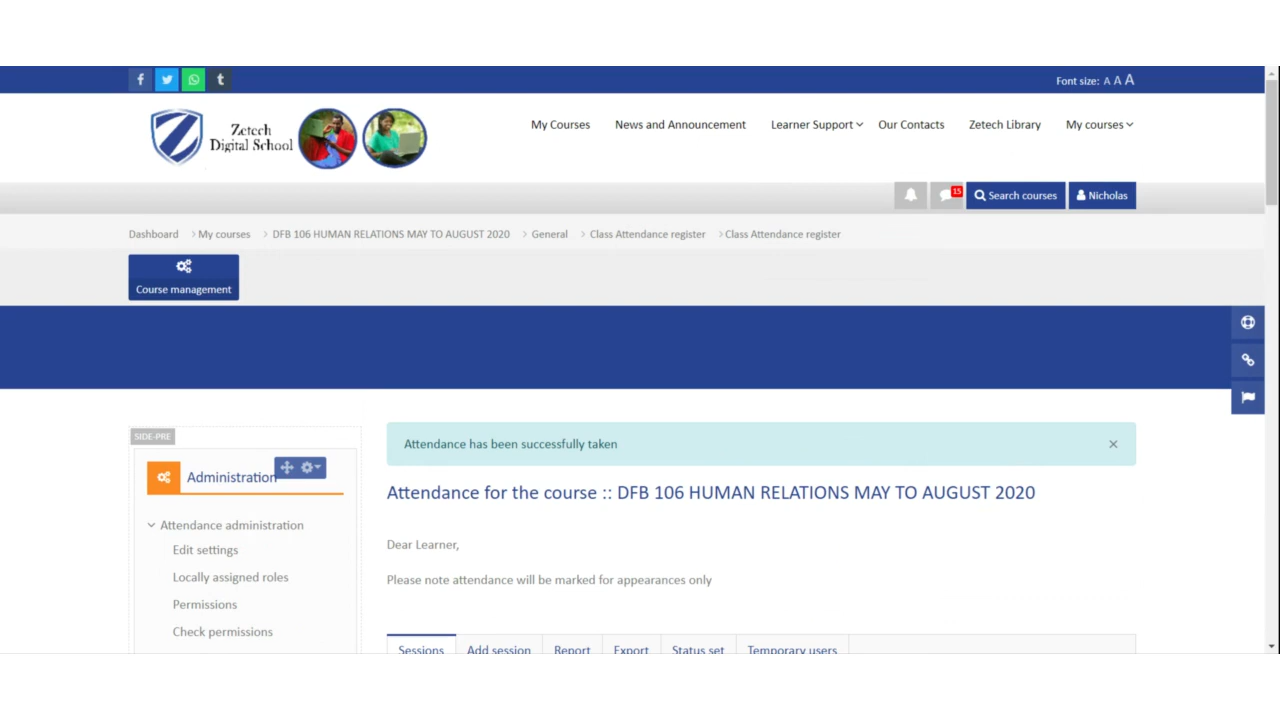 Font size: A A A
Zetech
Digital School
My Courses News and Announcement Learner Support Our Contacts Zetech Library My courses
15 Search courses Nicholas
Dashboard My courses DFB 106 HUMAN RELATIONS MAY TO AUGUST 2020 General Class Attendance register Class Attendance register
Course management
SIDE-PRE
Attendance has been successfully taken
Administration
Attendance for the course :: DFB 106 HUMAN RELATIONS MAY TO AUGUST 2020
Attendance administration
Dear Learner,
Edit settings
Locally assigned roles
Please note attendance will be marked for appearances only
Permissions
Check permissions
Sessions Add session Report Export Status set Temporary users